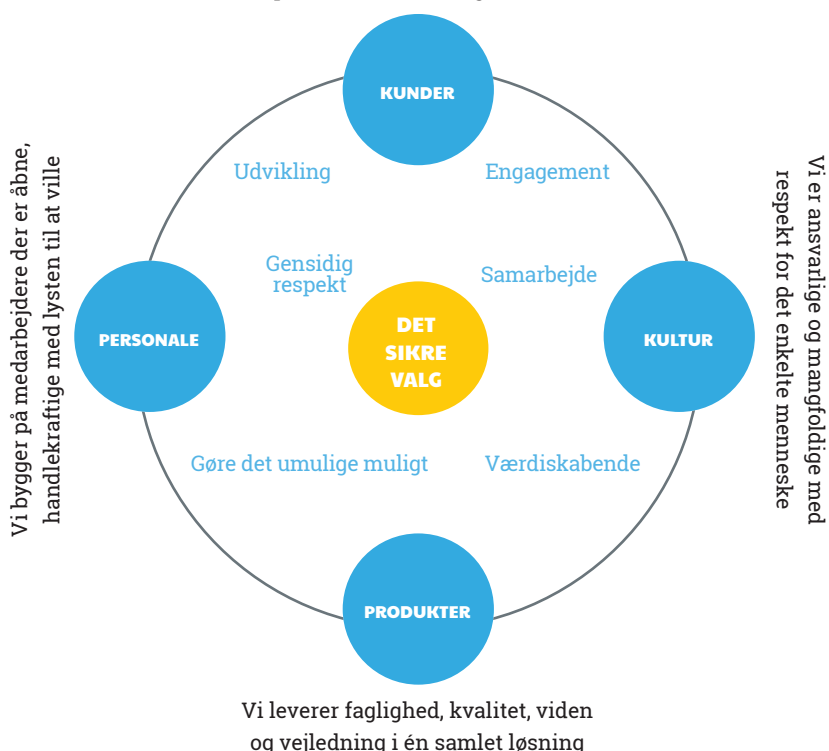 KUNDER
Udvikling
Engagement
Vi bygger på medarbejdere der er åbne,
handlekraftige med lysten til at ville
Vi er ansvarlige og mangfoldige med
respekt for det enkelte menneske
Gensidig
respekt
Samarbejde
PERSONALE
DET
SIKRE
VALG
KULTUR
Gøre det umulige muligt
Værdiskabende
PRODUKTER
Vi leverer faglighed, kvalitet, viden
og vejledning i én samlet løsning